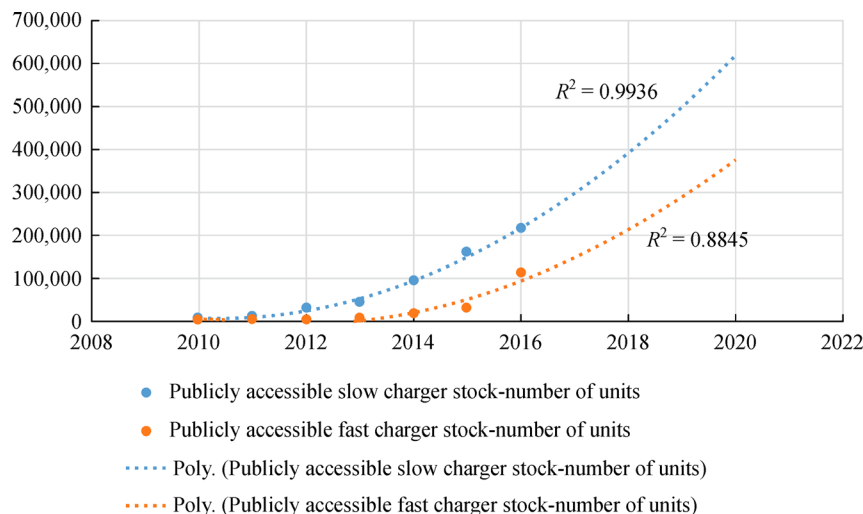 700,000
600,000
R² = 0.9936
500,000
400,000
300,000
200,000
R² = 0.8845
100,000
0
2008 2010 2012 2014 2016 2018 2020 2022
Publicly accessible slow charger stock-number of units
Publicly accessible fast charger stock-number of units
Poly. (Publicly accessible slow charger stock-number of units)
Poly. (Publicly accessible fast charger stock-number of units)